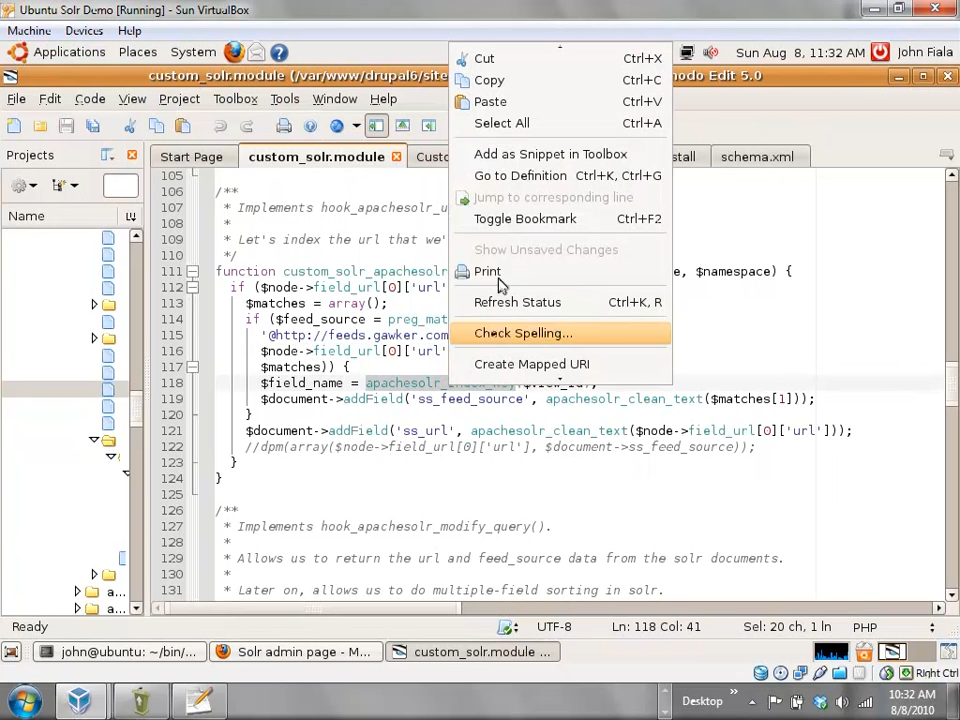 Ubuntu Solr Demo [Running] - Sun VirtualBox
Machine Devices Help
Applications Places System Sun Aug 8, 11:32 AM John Fiala
custom_solr.module (/var/www/drupal6/site modo Edit 5.0
File Edit Code View Project Toolbox Tools Window Help
Projects Start Page custom_solr.module Custo stall schema.xml
Name
Cut Ctrl+X
Copy Ctrl+C
Paste Ctrl+V
Select All Ctrl+A
Add as Snippet in Toolbox
Go to Definition Ctrl+K, Ctrl+G
Jump to corresponding line
Toggle Bookmark Ctrl+F2
Show Unsaved Changes
Print
Refresh Status Ctrl+K, R
Check Spelling...
Create Mapped URI
105
106 /**
107 * Implements hook_apachesolr_u
108 *
109 * Let's index the url that we'
110 */
111 function custom_solr_apachesolr e, $namespace) {
112 if ($node->field_url[0]['url'
113 $matches = array();
114 if ($feed_source = preg_mat
115 '@http://feeds.gawker.com
116 $node->field_url[0]['url'
117 $matches)) {
118 $field_name =
119 $document->addField('ss_feed_source', apachesolr_clean_text($matches[1]));
120 }
121 $document->addField('ss_url', apachesolr_clean_text($node->field_url[0]['url']));
122 //dpm(array($node->field_url[0]['url'], $document->ss_feed_source));
123 }
124 }
125
126 /**
127 * Implements hook_apachesolr_modify_query().
128 *
129 * Allows us to return the url and feed_source data from the solr documents.
130 *
131 * Later on, allows us to do multiple-field sorting in solr.
a...
a...
Ready UTF-8 Ln: 118 Col: 41 Sel: 20 ch, 1 ln PHP
john@ubuntu: ~/bin/... Solr admin page - M... custom_solr.module ...
Right Ctrl
Desktop
10:32 AM
8/8/2010